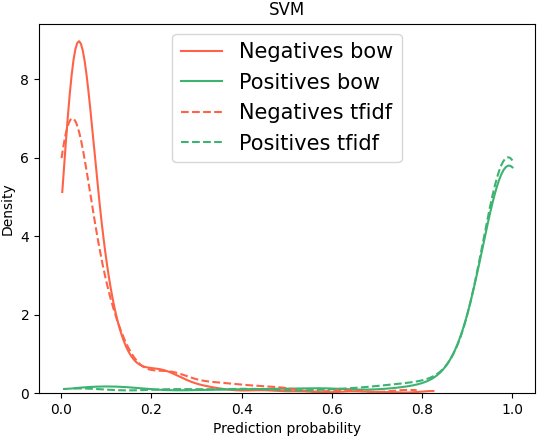 SVM
Negatives bow
Positives bow
Negatives tfidf
Positives tfidf
Density
8
6
4
2
0
0.0 0.2 0.4 0.6 0.8 1.0
Prediction probability